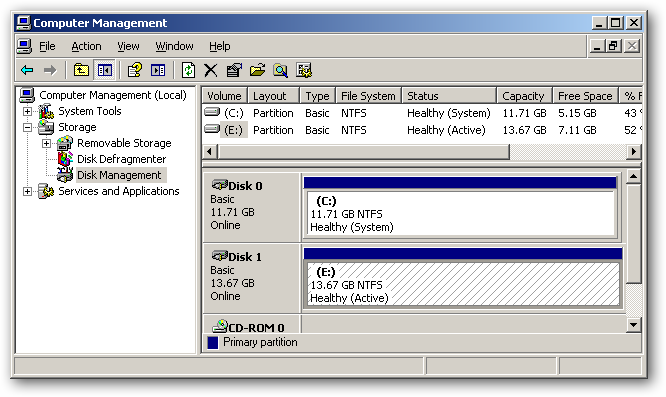 Computer Management
File Action View Window Help
Computer Management (Local)
System Tools
Storage
Removable Storage
Disk Defragmenter
Disk Management
Services and Applications
Volume Layout Type File System Status Capacity Free Space % F
(C:) Partition Basic NTFS Healthy (System) 11.71 GB 5.15 GB 43 %
(E:) Partition Basic NTFS Healthy (Active) 13.67 GB 7.11 GB 52 %
Disk 0
Basic
11.71 GB
Online
(C:)
11.71 GB NTFS
Healthy (System)
Disk 1
Basic
13.67 GB
Online
(E:)
13.67 GB NTFS
Healthy (Active)
CD-ROM 0
Primary partition